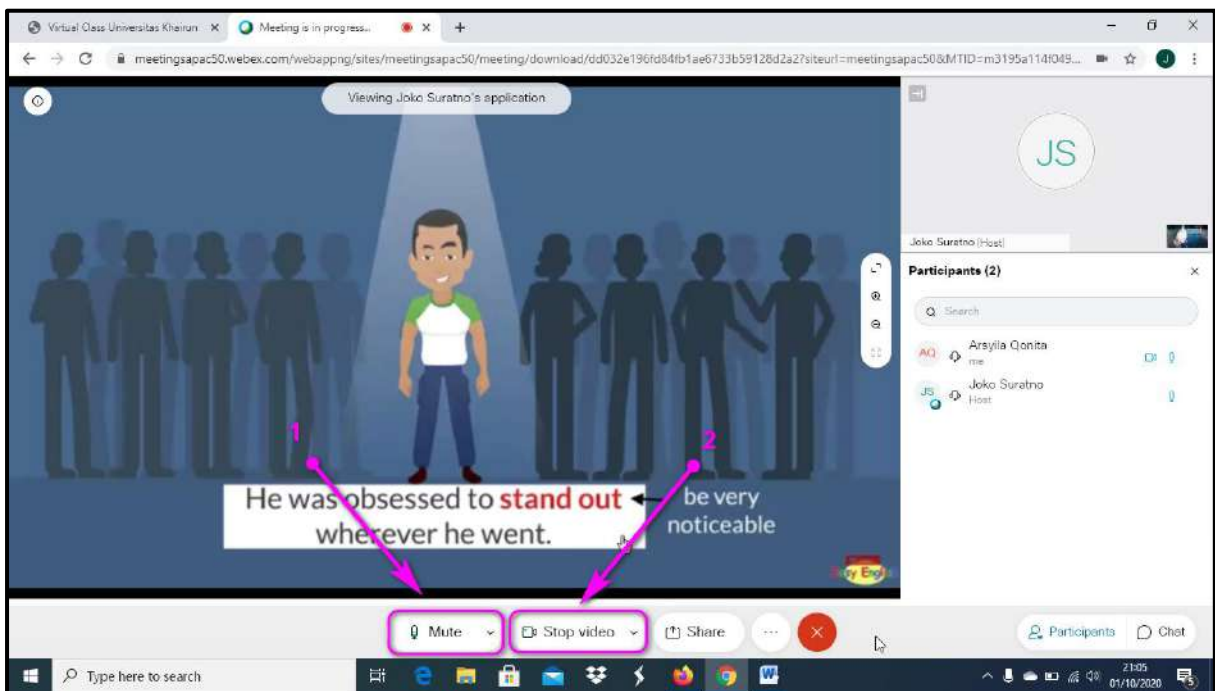 Virtual Class Universitas Khairun
Meeting is in progress...
meetingsapac50.webex.com/webappng/sites/meetingsapac50/meeting/download/dd032e196fd84fb1ae6733b59128d2a2?siteurl=meetingsapac50&MTID=m3195a114f049...
J
Viewing Joko Suratno's application
JS
Joko Suratno (Host)
Participants (2)
Search
AQ
Arsyila Qonita
me
JS
Joko Suratno
Host
1
2
He was obsessed to stand out
wherever he went.
be very
noticeable
Mute
Stop video
Share
Participants
Chat
Type here to search
21:05
01/10/2020
5